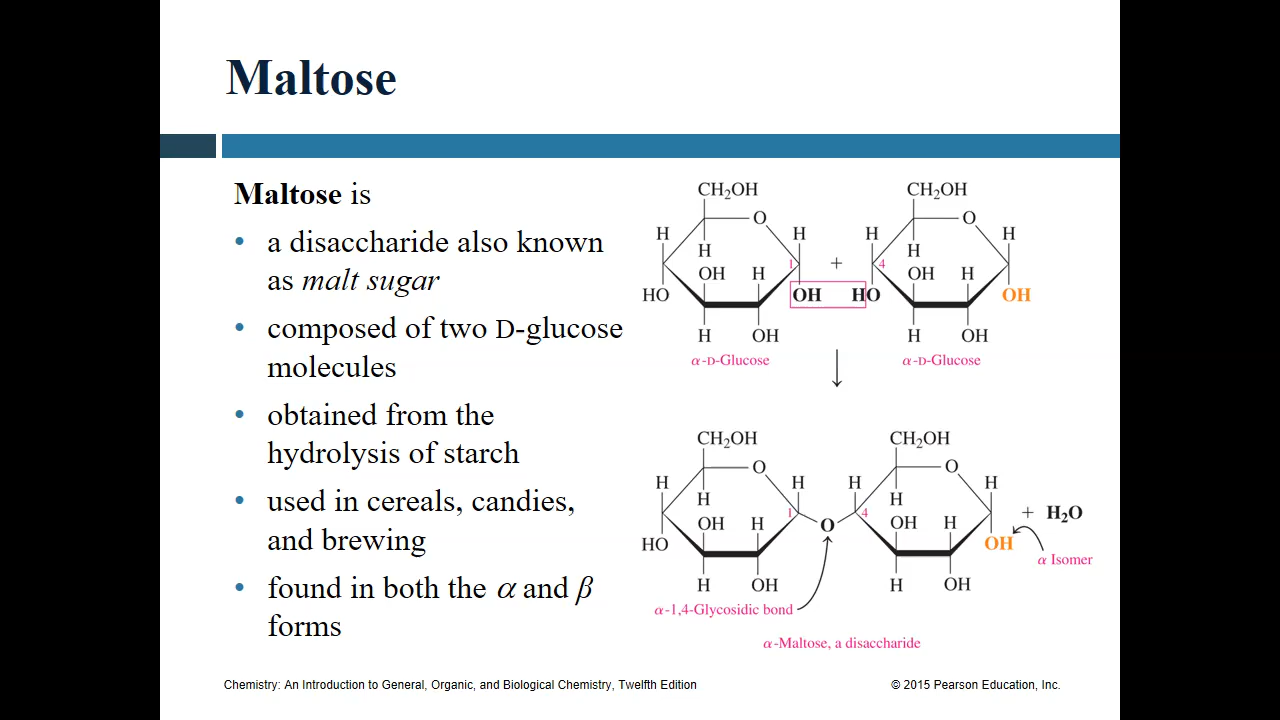 Maltose
Maltose is
• a disaccharide also known
as malt sugar
• composed of two D-glucose
molecules
• obtained from the
hydrolysis of starch
• used in cereals, candies,
and brewing
• found in both the α and β
forms
CH₂OH CH₂OH
O O
H H H H
H H
1 + 4
OH H OH H
HO OH HO OH
H OH H OH
α-D-Glucose α-D-Glucose
CH₂OH CH₂OH
O O
H H H H
H H
1 O 4 + H₂O
OH H OH H
HO OH
α Isomer
H OH H OH
α-1,4-Glycosidic bond
α-Maltose, a disaccharide
Chemistry: An Introduction to General, Organic, and Biological Chemistry, Twelfth Edition
© 2015 Pearson Education, Inc.